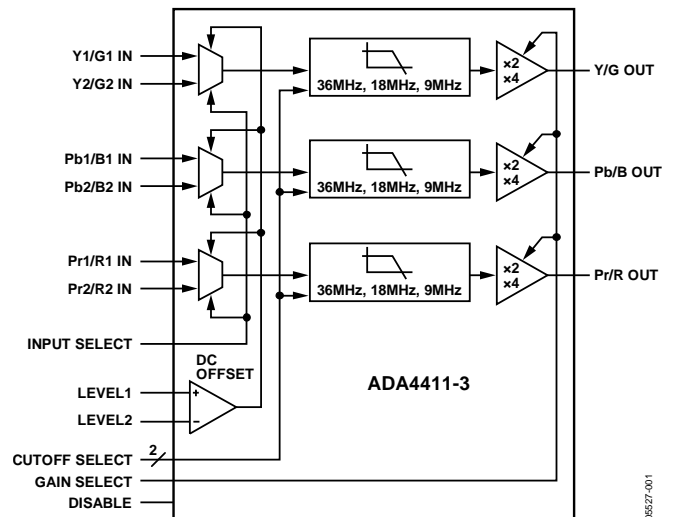 Y1/G1 IN
Y2/G2 IN
36MHz, 18MHz, 9MHz
×2
×4
Y/G OUT
Pb1/B1 IN
Pb2/B2 IN
36MHz, 18MHz, 9MHz
×2
×4
Pb/B OUT
Pr1/R1 IN
Pr2/R2 IN
36MHz, 18MHz, 9MHz
×2
×4
Pr/R OUT
INPUT SELECT
DC
OFFSET
LEVEL1
+
LEVEL2
−
ADA4411-3
CUTOFF SELECT
2
GAIN SELECT
DISABLE
05527-001